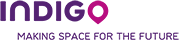 INDIGO
MAKING SPACE FOR THE FUTURE